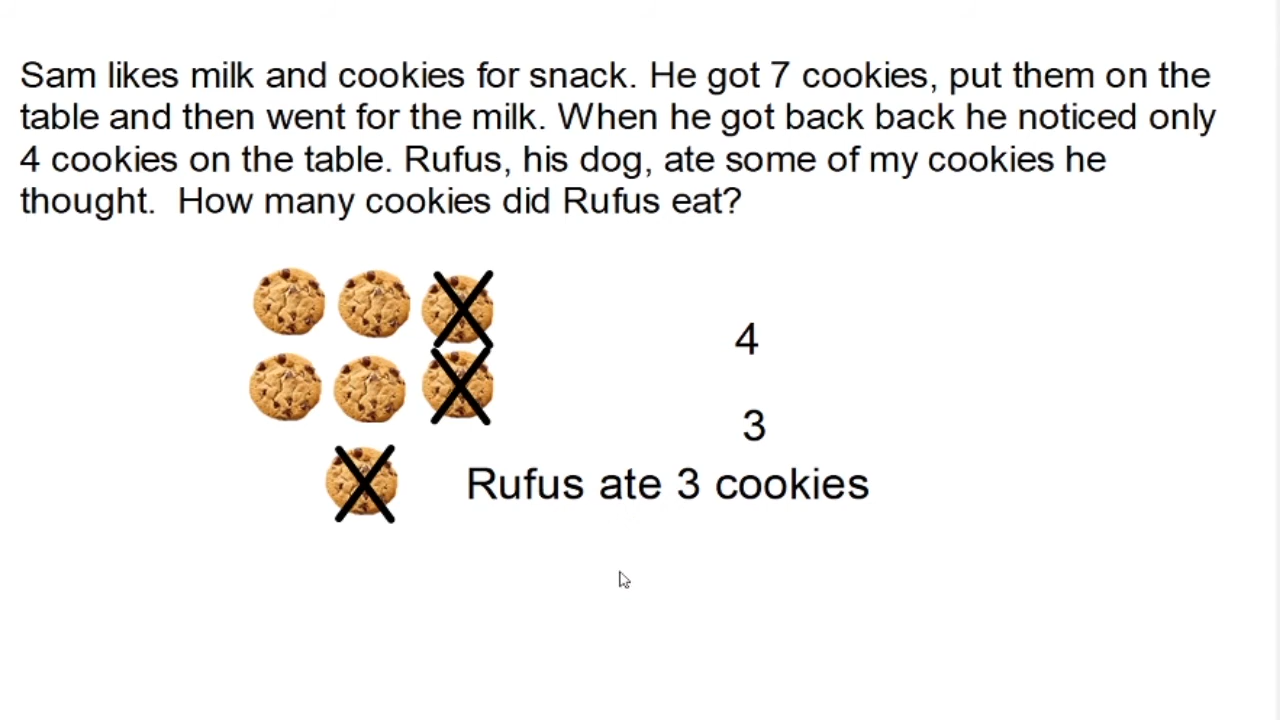 Sam likes milk and cookies for snack. He got 7 cookies, put them on the
table and then went for the milk. When he got back back he noticed only
4 cookies on the table. Rufus, his dog, ate some of my cookies he
thought.  How many cookies did Rufus eat?
4
3
Rufus ate 3 cookies